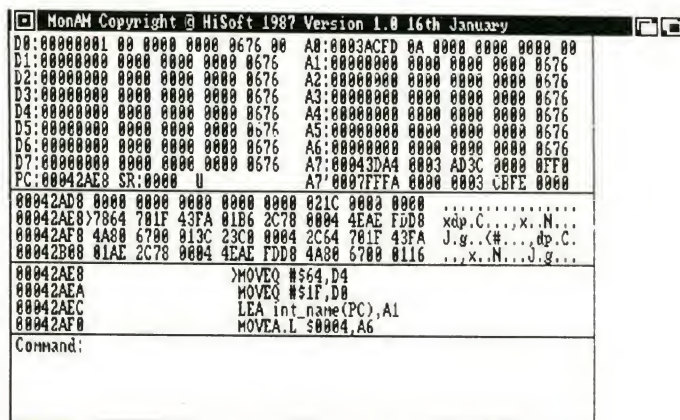 MonAM Copyright @ HiSoft 1987 Version 1.0 16th January
D0:00000001 00 0000 0000 0676 00 A0:0003ACFD 0A 0000 0000 0000 00
D1:00000000 0000 0000 0000 0676 A1:00000000 0000 0000 0000 0676
D2:00000000 0000 0000 0000 0676 A2:00000000 0000 0000 0000 0676
D3:00000000 0000 0000 0000 0676 A3:00000000 0000 0000 0000 0676
D4:00000000 0000 0000 0000 0676 A4:00000000 0000 0000 0000 0676
D5:00000000 0000 0000 0000 0676 A5:00000000 0000 0000 0000 0676
D6:00000000 0000 0000 0000 0676 A6:00000000 0000 0000 0000 0676
D7:00000000 0000 0000 0000 0676 A7:00043DA4 0003 AD3C 0000 0FF0
PC:00042AE8 SR:0000 U A7'0007FFFA 0000 0003 CBFE 0000
00042AD8 0000 0000 0000 0000 0000 021C 0000 0000 ................
00042AE8>7864 701F 43FA 01B6 2C78 0004 4EAE FDD8 xdp.C...,x..N...
00042AF8 4A80 6700 013C 23C0 0004 2C64 701F 43FA J.g..<#...,dp.C.
00042B08 01AE 2C78 0004 4EAE FDD8 4A80 6700 0116 ..,x..N...J.g...
00042AE8 >MOVEQ #$64,D4
00042AEA MOVEQ #$1F,D0
00042AEC LEA int_name(PC),A1
00042AF0 MOVEA.L $0004,A6
Command: